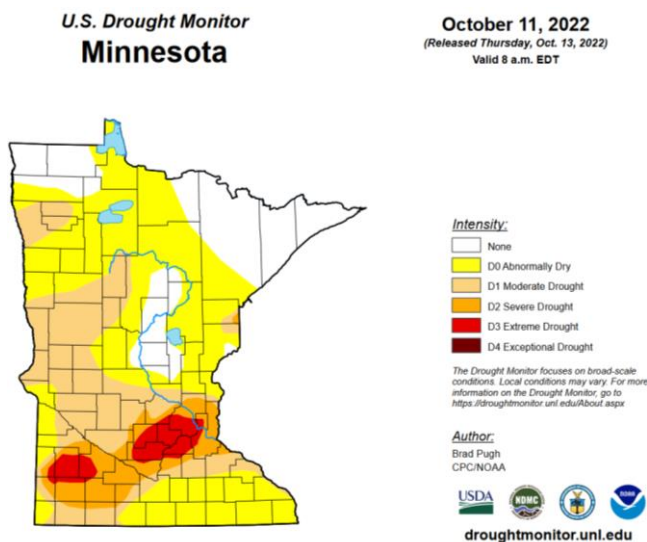 U.S. Drought Monitor
Minnesota
October 11, 2022
(Released Thursday, Oct. 13, 2022)
Valid 8 a.m. EDT
Intensity:
None
D0 Abnormally Dry
D1 Moderate Drought
D2 Severe Drought
D3 Extreme Drought
D4 Exceptional Drought
The Drought Monitor focuses on broad-scale
conditions. Local conditions may vary. For more
information on the Drought Monitor, go to
https://droughtmonitor.unl.edu/About.aspx
Author:
Brad Pugh
CPC/NOAA
USDA
NDMC
NOAA
droughtmonitor.unl.edu